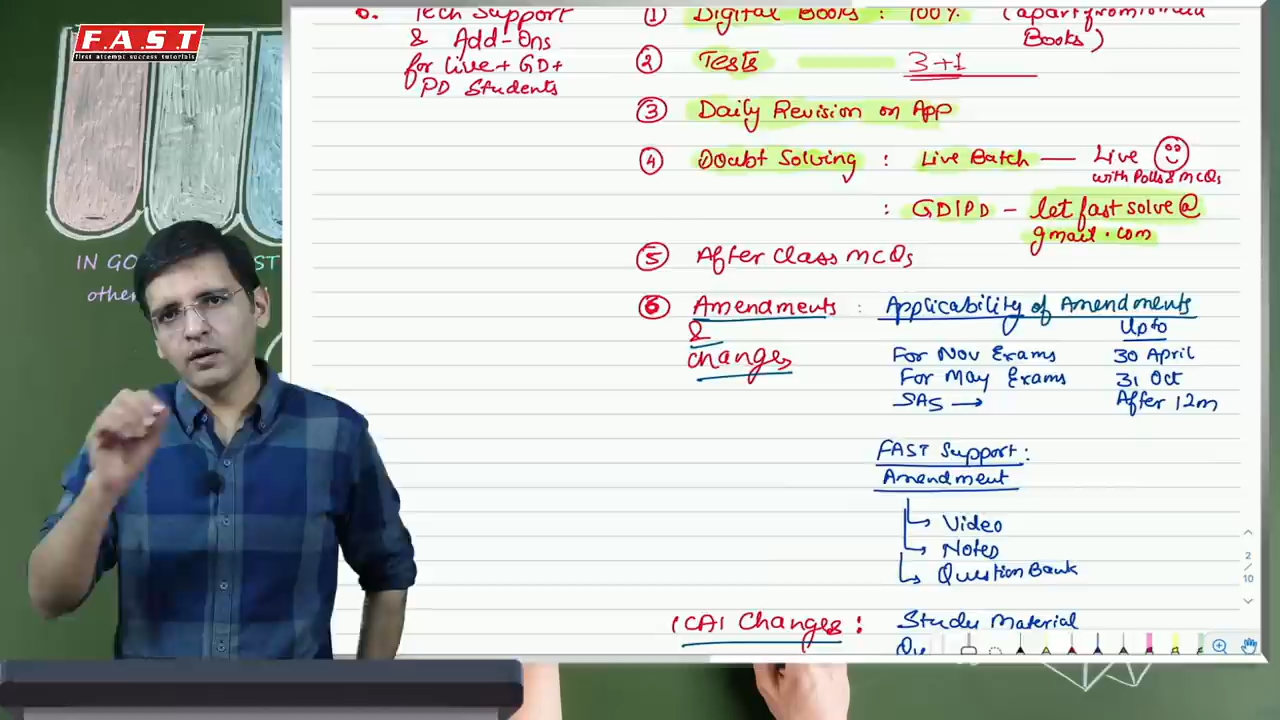 F.A.S.T
first attempt success tutorials
IN GO
ST
othe
Tech Support
& Add-Ons
for Live + GD +
PD Students
① Digital Books : 100%
Books)
② Tests 3+1
③ Daily Revision on App
④ Doubt Solving : Live Batch — Live
with Polls & MCQs
: GD|PD - letfastsolve@
gmail.com
⑤ After Class MCQs
⑥ Amendments : Applicability of Amendments
& Upto
changes For Nov Exams 30 April
For May Exams 31 Oct
SAS → After 12m
FAST Support:
Amendment
Video
Notes
Question Bank
ICAI Changes : Study Material
2
/
10